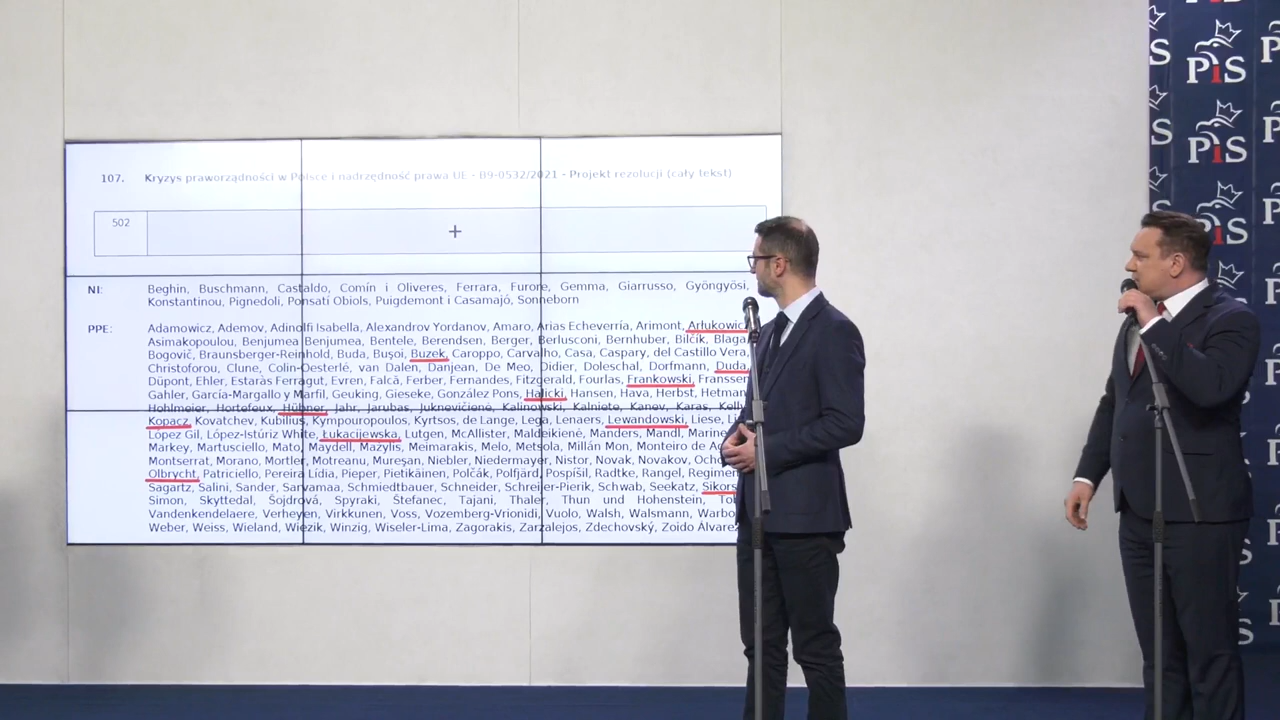 107. Kryzys praworządności w Polsce i nadrzędność prawa UE - B9-0532/2021 - Projekt rezolucji (cały tekst)
502 +
NI: Beghin, Buschmann, Castaldo, Comín i Oliveres, Ferrara, Furore, Gemma, Giarrusso, Gyöngyösi,
Konstantinou, Pignedoli, Ponsatí Obiols, Puigdemont i Casamajó, Sonneborn
PPE: Adamowicz, Ademov, Adinolfi Isabella, Alexandrov Yordanov, Amaro, Arias Echeverría, Arimont, Arłukowicz
Asimakopoulou, Benjumea Benjumea, Bentele, Berendsen, Berger, Berlusconi, Bernhuber, Bilčík, Blaga
Bogovič, Braunsberger-Reinhold, Buda, Buşoi, Buzek, Caroppo, Carvalho, Casa, Caspary, del Castillo Vera,
Christoforou, Clune, Colin-Oesterlé, van Dalen, Danjean, De Meo, Didier, Doleschal, Dorfmann, Duda
Düpont, Ehler, Estaràs Ferragut, Evren, Falcă, Ferber, Fernandes, Fitzgerald, Fourlas, Frankowski, Franssen
Gahler, García-Margallo y Marfil, Geuking, Gieseke, González Pons, Halicki, Hansen, Hava, Herbst, Hetman
Hohlmeier, Hortefeux, Hübner, Jahr, Jarubas, Juknevičienė, Kalinowski, Kalniete, Kanev, Karas, Kelly
Kopacz, Kovatchev, Kubilius, Kympouropoulos, Kyrtsos, de Lange, Lega, Lenaers, Lewandowski, Liese,
López Gil, López-Istúriz White, Łukacijewska, Lutgen, McAllister, Maldeikienė, Manders, Mandl,
Markey, Martusciello, Mato, Maydell, Mazylis, Meimarakis, Melo, Metsola, Millán Mon, Monteiro de
Montserrat, Morano, Mortler, Motreanu, Mureşan, Niebler, Niedermayer, Nistor, Novak, Novakov,
Olbrycht, Patriciello, Pereira Lídia, Pieper, Pietikäinen, Polčák, Polfjärd, Pospíšil, Radtke, Rangel,
Sagartz, Salini, Sander, Sarvamaa, Schmiedtbauer, Schneider, Schreijer-Pierik, Schwab, Seekatz,
Simon, Skyttedal, Šojdrová, Spyraki, Štefanec, Tajani, Thaler, Thun und Hohenstein,
Vandenkendelaere, Verheyen, Virkkunen, Voss, Vozemberg-Vrionidi, Vuolo, Walsh, Walsmann,
Weber, Weiss, Wieland, Wiezik, Winzig, Wiseler-Lima, Zagorakis, Zarzalejos, Zdechovský, Zoido Álvarez
PiS
PiS
PiS